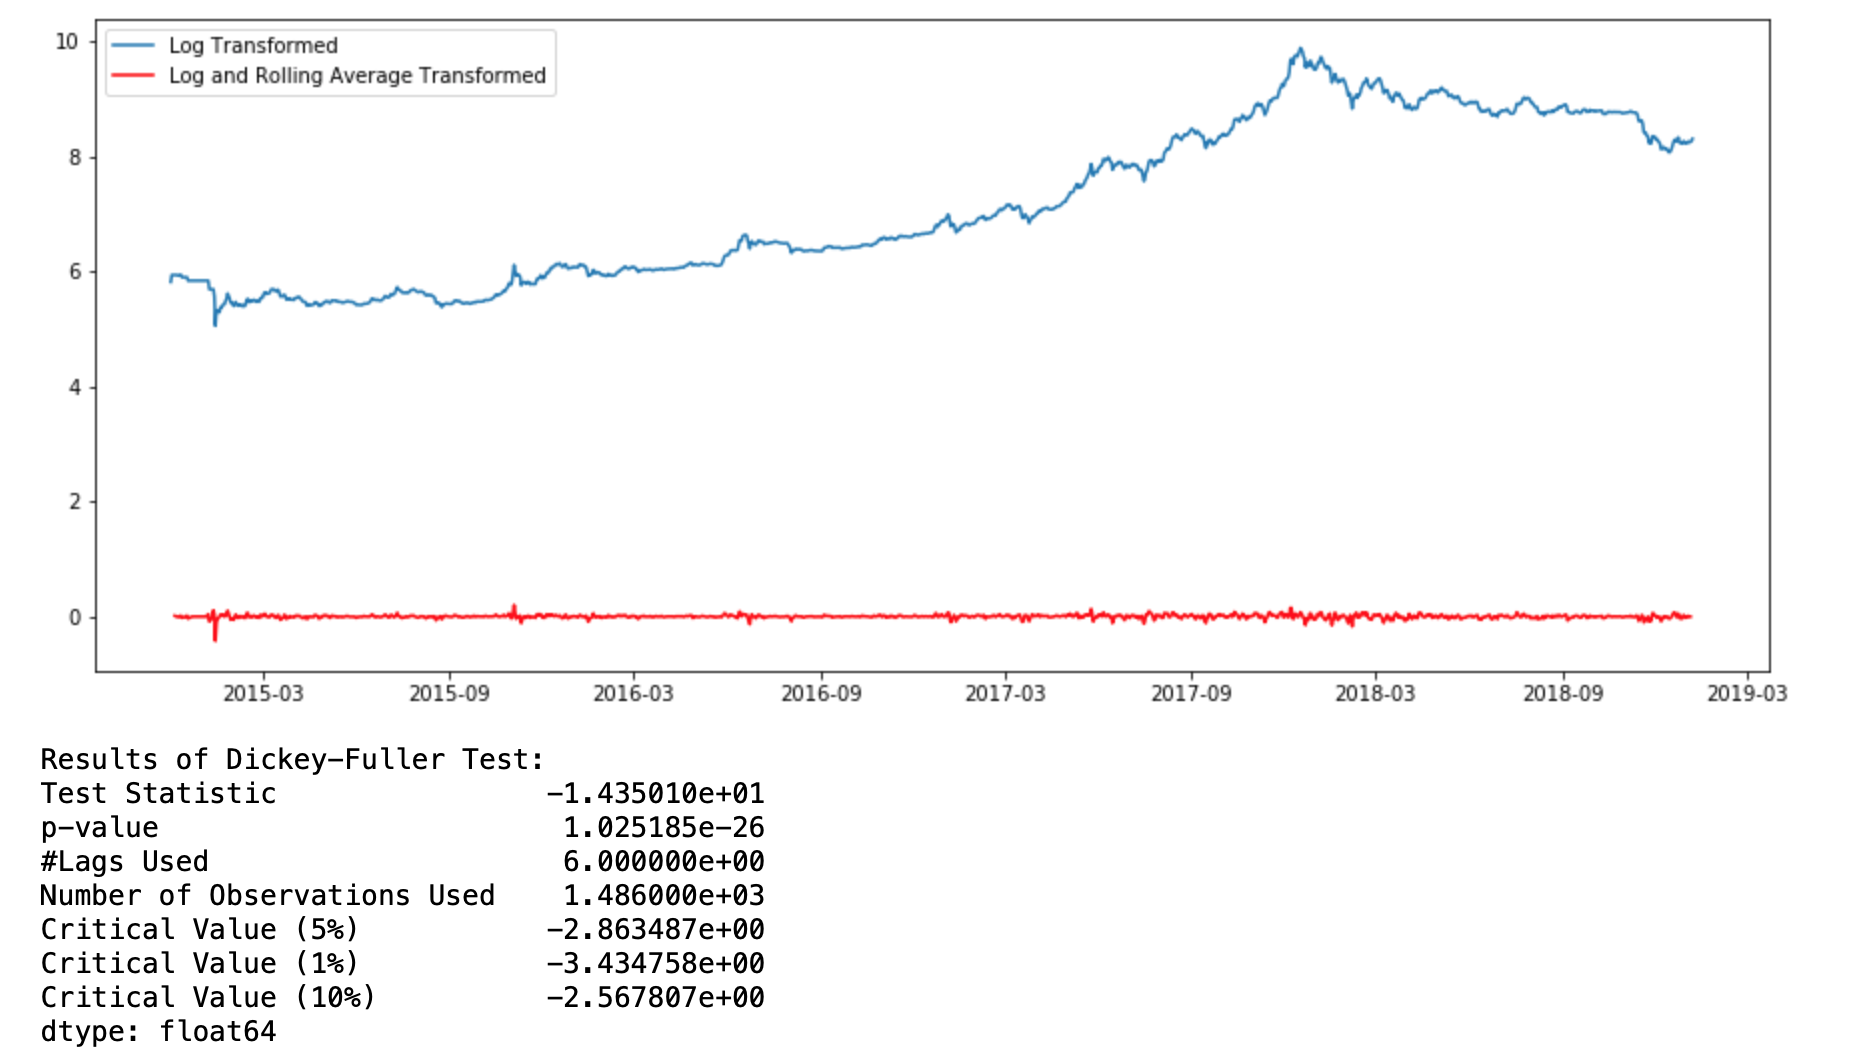 Log Transformed
Log and Rolling Average Transformed
10
8
6
4
2
0
2015-03 2015-09 2016-03 2016-09 2017-03 2017-09 2018-03 2018-09 2019-03
Results of Dickey-Fuller Test:
Test Statistic -1.435010e+01
p-value 1.025185e-26
#Lags Used 6.000000e+00
Number of Observations Used 1.486000e+03
Critical Value (5%) -2.863487e+00
Critical Value (1%) -3.434758e+00
Critical Value (10%) -2.567807e+00
dtype: float64